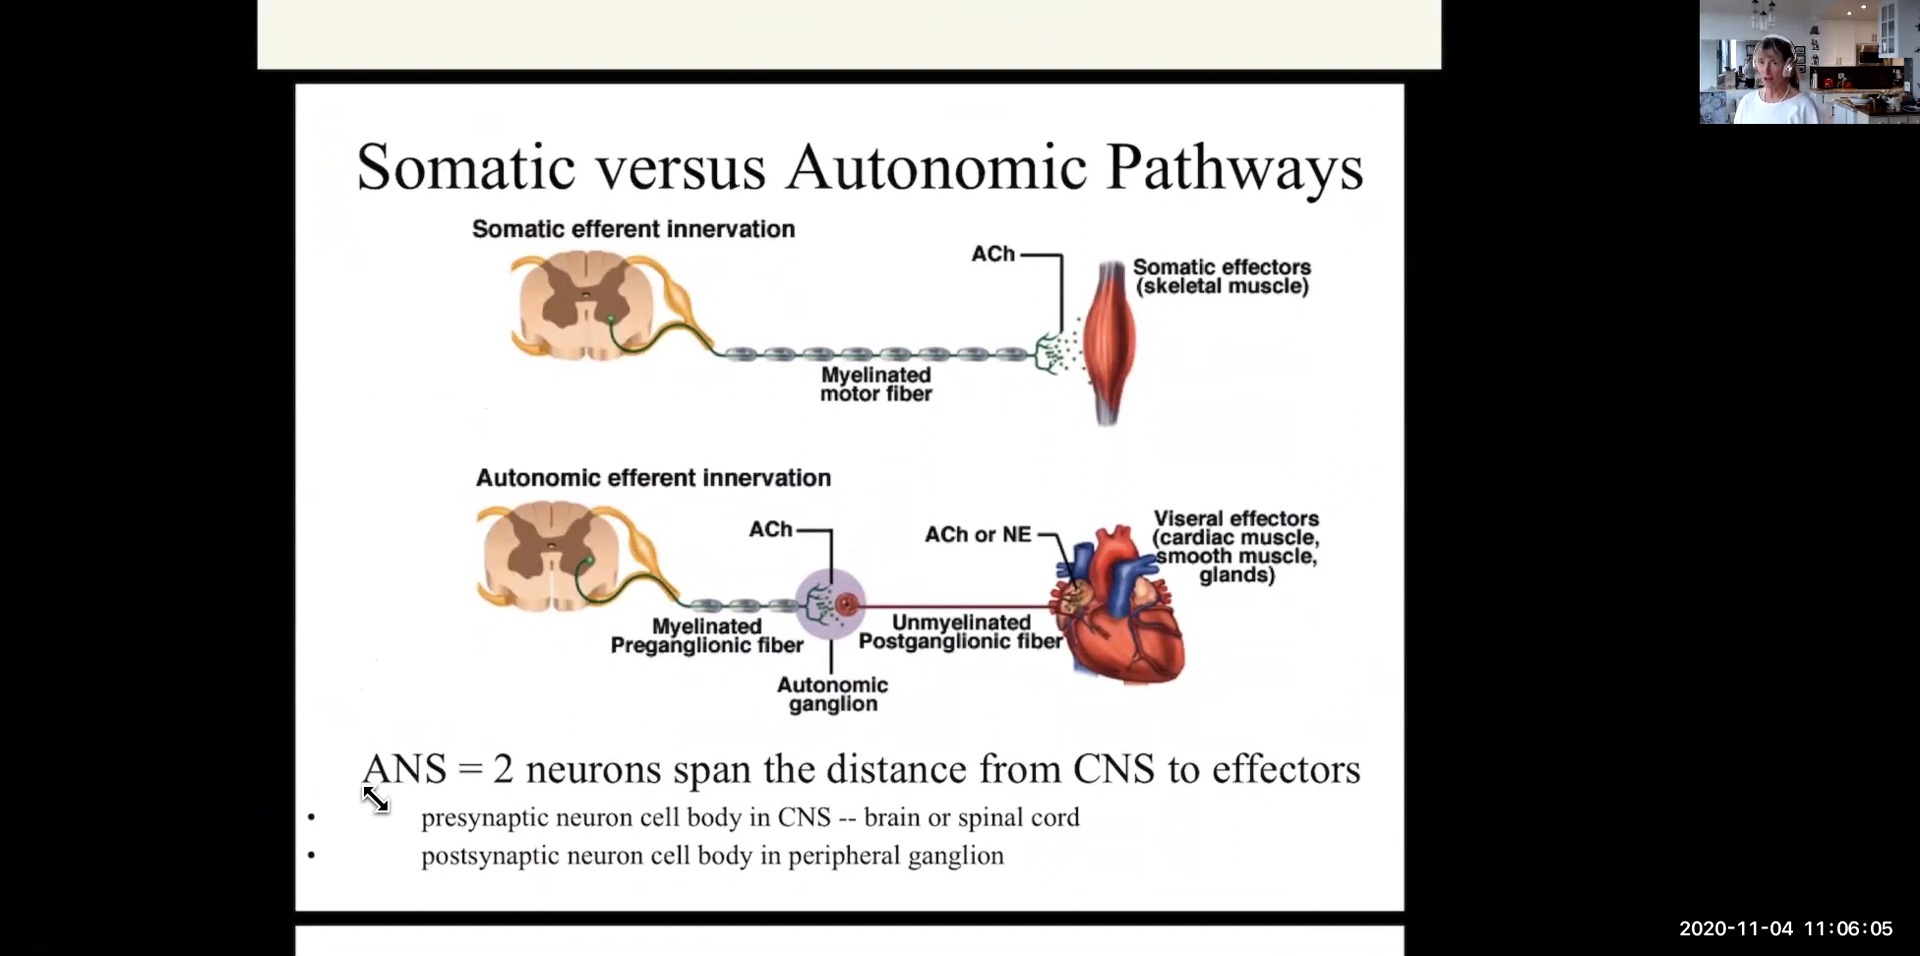 Somatic versus Autonomic Pathways
Somatic efferent innervation
ACh
Somatic effectors
(skeletal muscle)
Myelinated
motor fiber
Autonomic efferent innervation
ACh
ACh or NE
Viseral effectors
(cardiac muscle,
smooth muscle,
glands)
Myelinated
Preganglionic fiber
Unmyelinated
Postganglionic fiber
Autonomic
ganglion
ANS = 2 neurons span the distance from CNS to effectors
• presynaptic neuron cell body in CNS -- brain or spinal cord
• postsynaptic neuron cell body in peripheral ganglion
2020-11-04 11:06:05